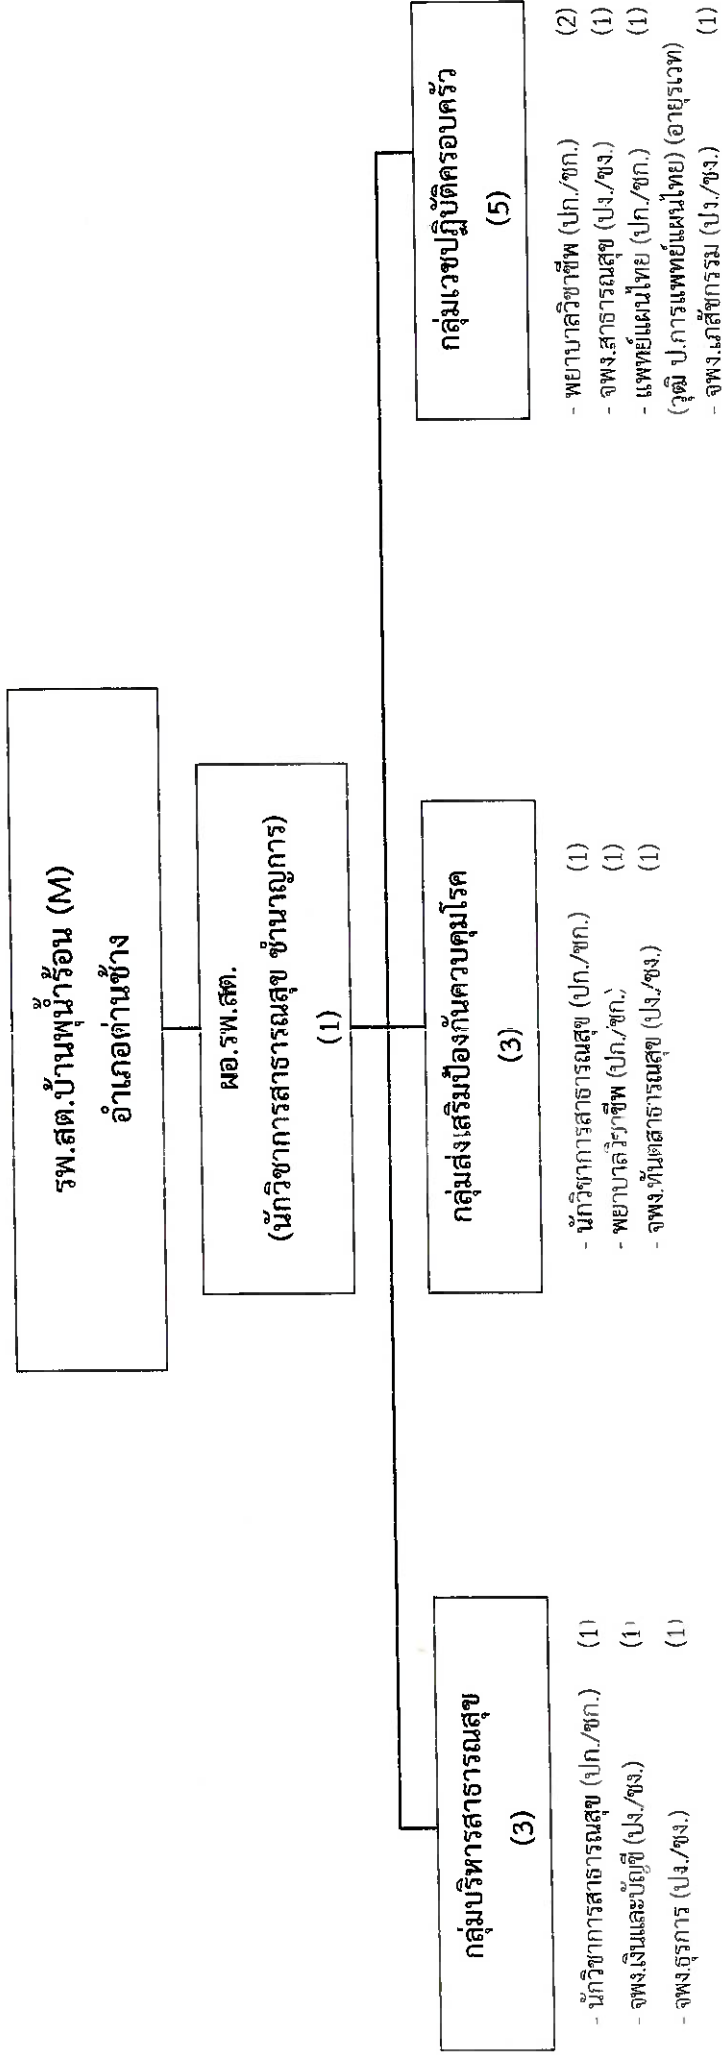 รพ.สต.บ้านพุน้ำร้อน (M)
อำเภอด่านช้าง
ผอ.รพ.สต.
(นักวิชาการสาธารณสุข ชำนาญการ)
(1)
กลุ่มบริหารสาธารณสุข
(3)
- นักวิชาการสาธารณสุข (ปก./ชก.) (1)
- จพง.เงินและบัญชี (ปง./ชง.) (1)
- จพง.ธุรการ (ปง./ชง.) (1)
กลุ่มส่งเสริมป้องกันควบคุมโรค
(3)
- นักวิชาการสาธารณสุข (ปก./ชก.) (1)
- พยาบาลวิชาชีพ (ปก./ชก.) (1)
- จพง.ทันตสาธารณสุข (ปง./ชง.) (1)
กลุ่มเวชปฏิบัติครอบครัว
(5)
- พยาบาลวิชาชีพ (ปก./ชก.) (2)
- จพง.สาธารณสุข (ปง./ชง.) (1)
- แพทย์แผนไทย (ปก./ชก.) (1)
(วุฒิ ป.การแพทย์แผนไทย) (อายุรเวท)
- จพง.เภสัชกรรม (ปง./ชง.) (1)